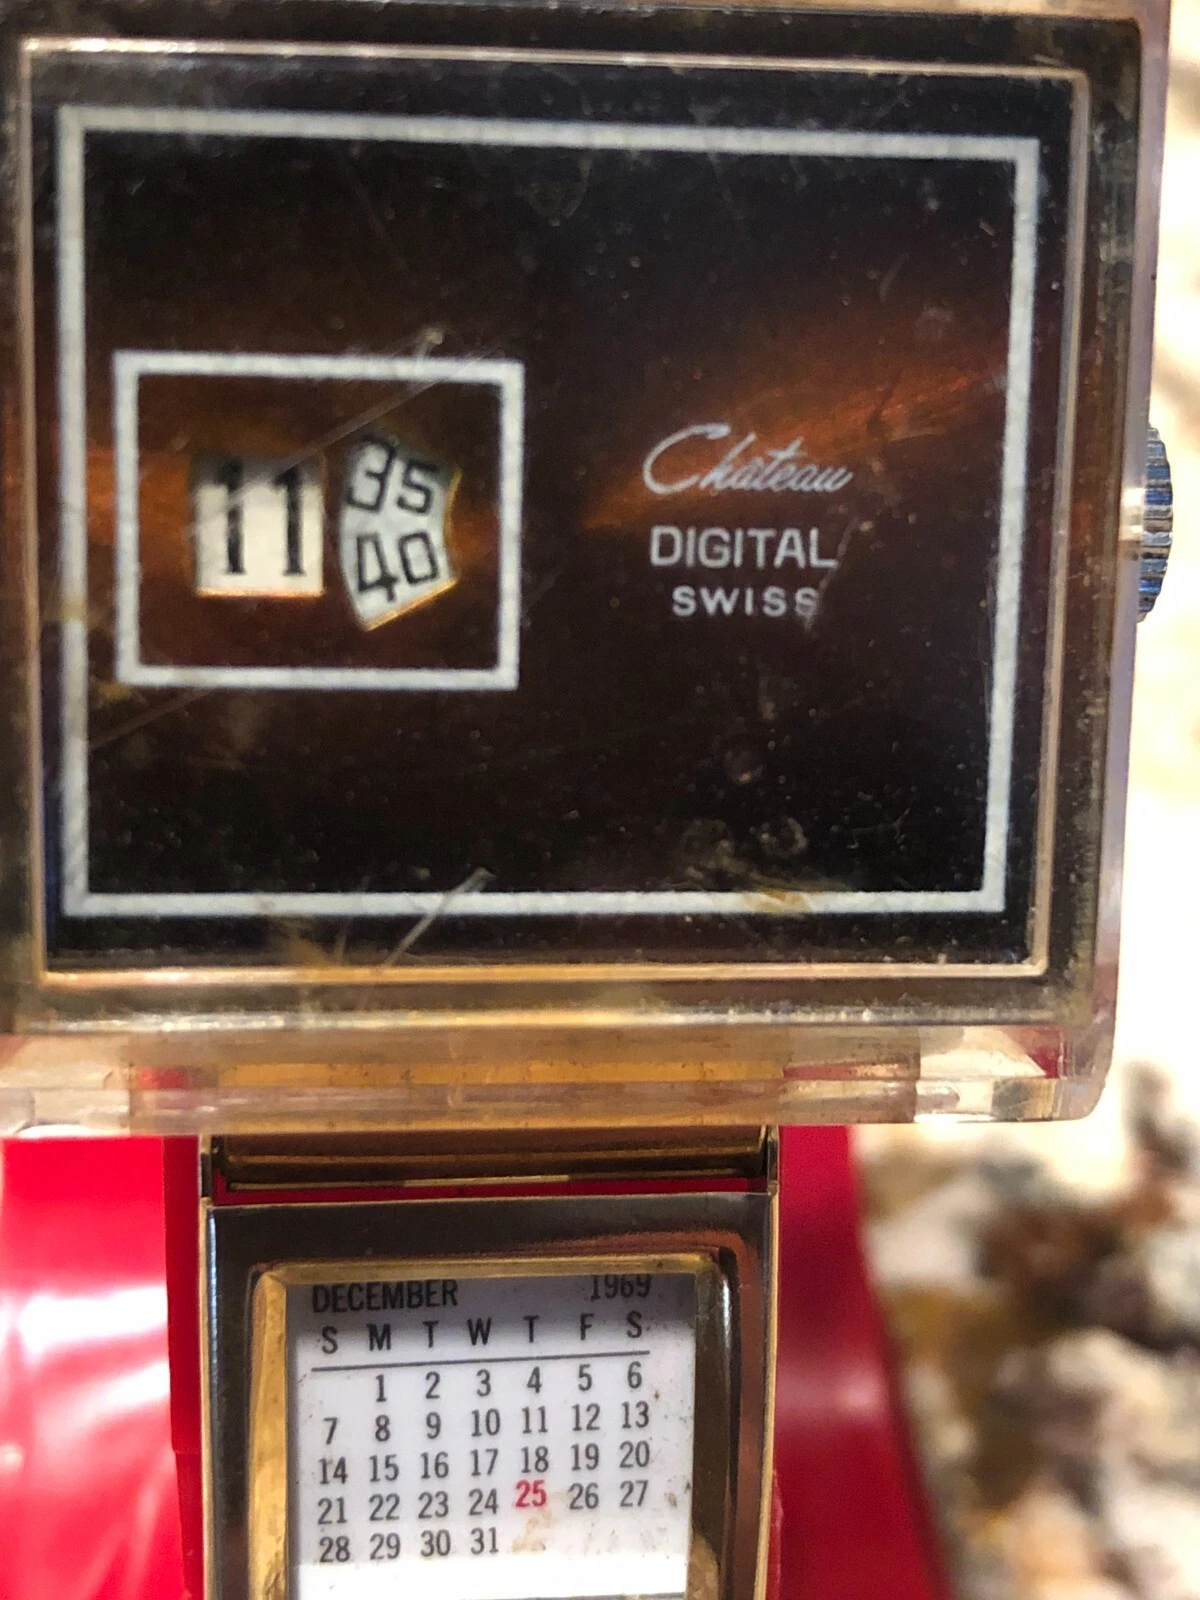 11 35
40
Chateau
DIGITAL
SWISS
DECEMBER 1969
S M T W T F S
1 2 3 4 5 6
7 8 9 10 11 12 13
14 15 16 17 18 19 20
21 22 23 24 25 26 27
28 29 30 31